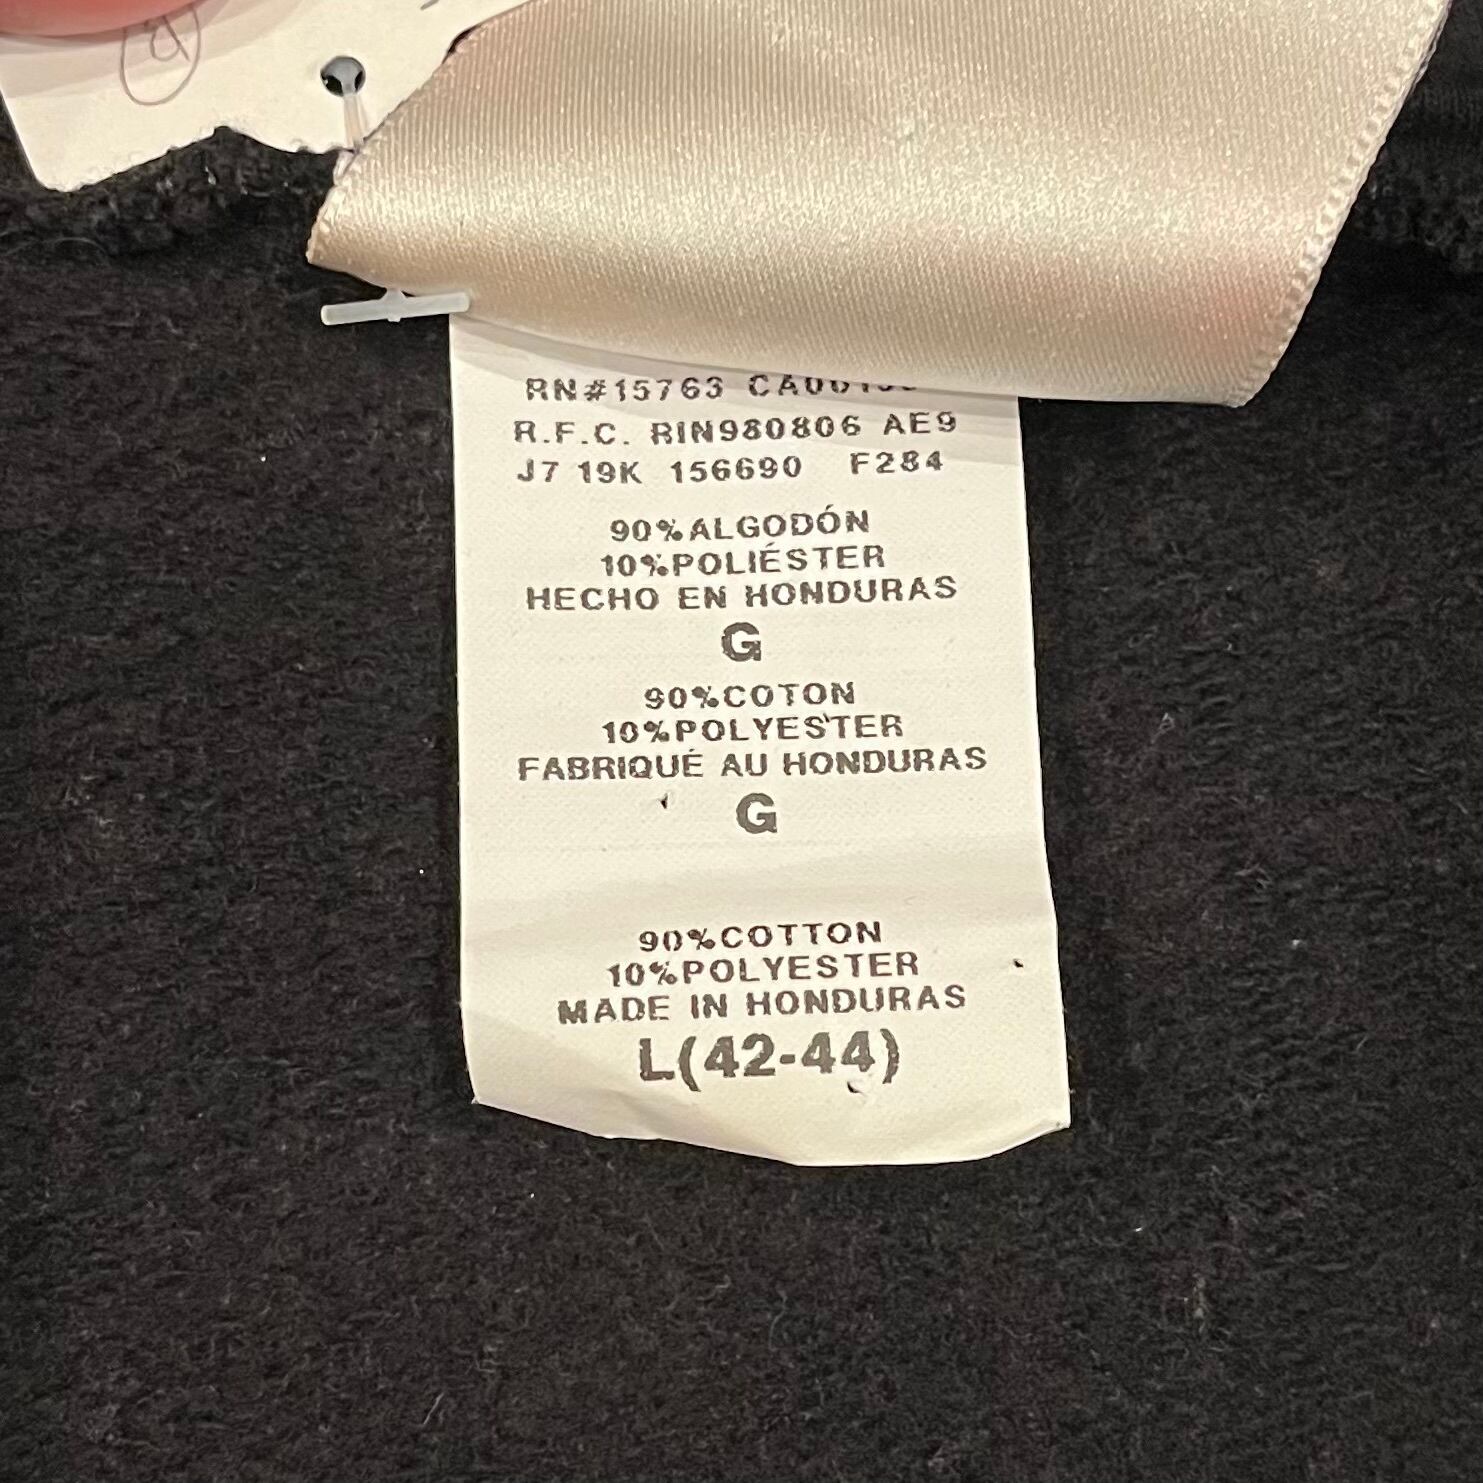 RN#15763
R.F.C. RIN980806 AE9
J7 19K 156690 F284
90%ALGODÓN
10%POLIÉSTER
HECHO EN HONDURAS
G
90%COTON
10%POLYESTER
FABRIQUÉ AU HONDURAS
G
90%COTTON
10%POLYESTER
MADE IN HONDURAS
L(42-44)